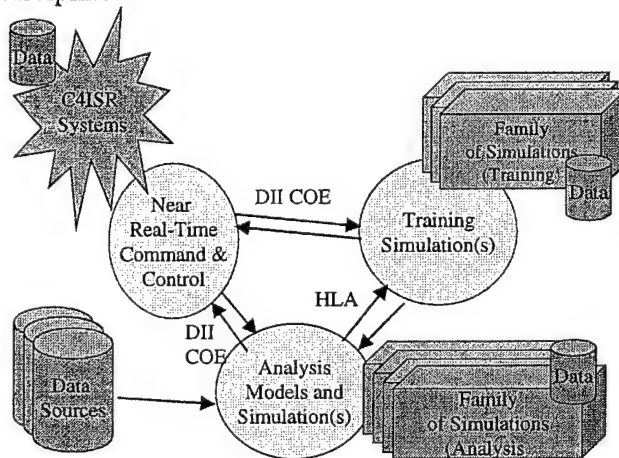 Data
C4ISR
Systems
Family
of Simulations
(Training)
Data
DII COE
Near
Real-Time
Command &
Control
Training
Simulation(s)
HLA
DII
COE
Analysis
Models and
Simulation(s)
Data
Sources
Data
Family
of Simulations
(Analysis